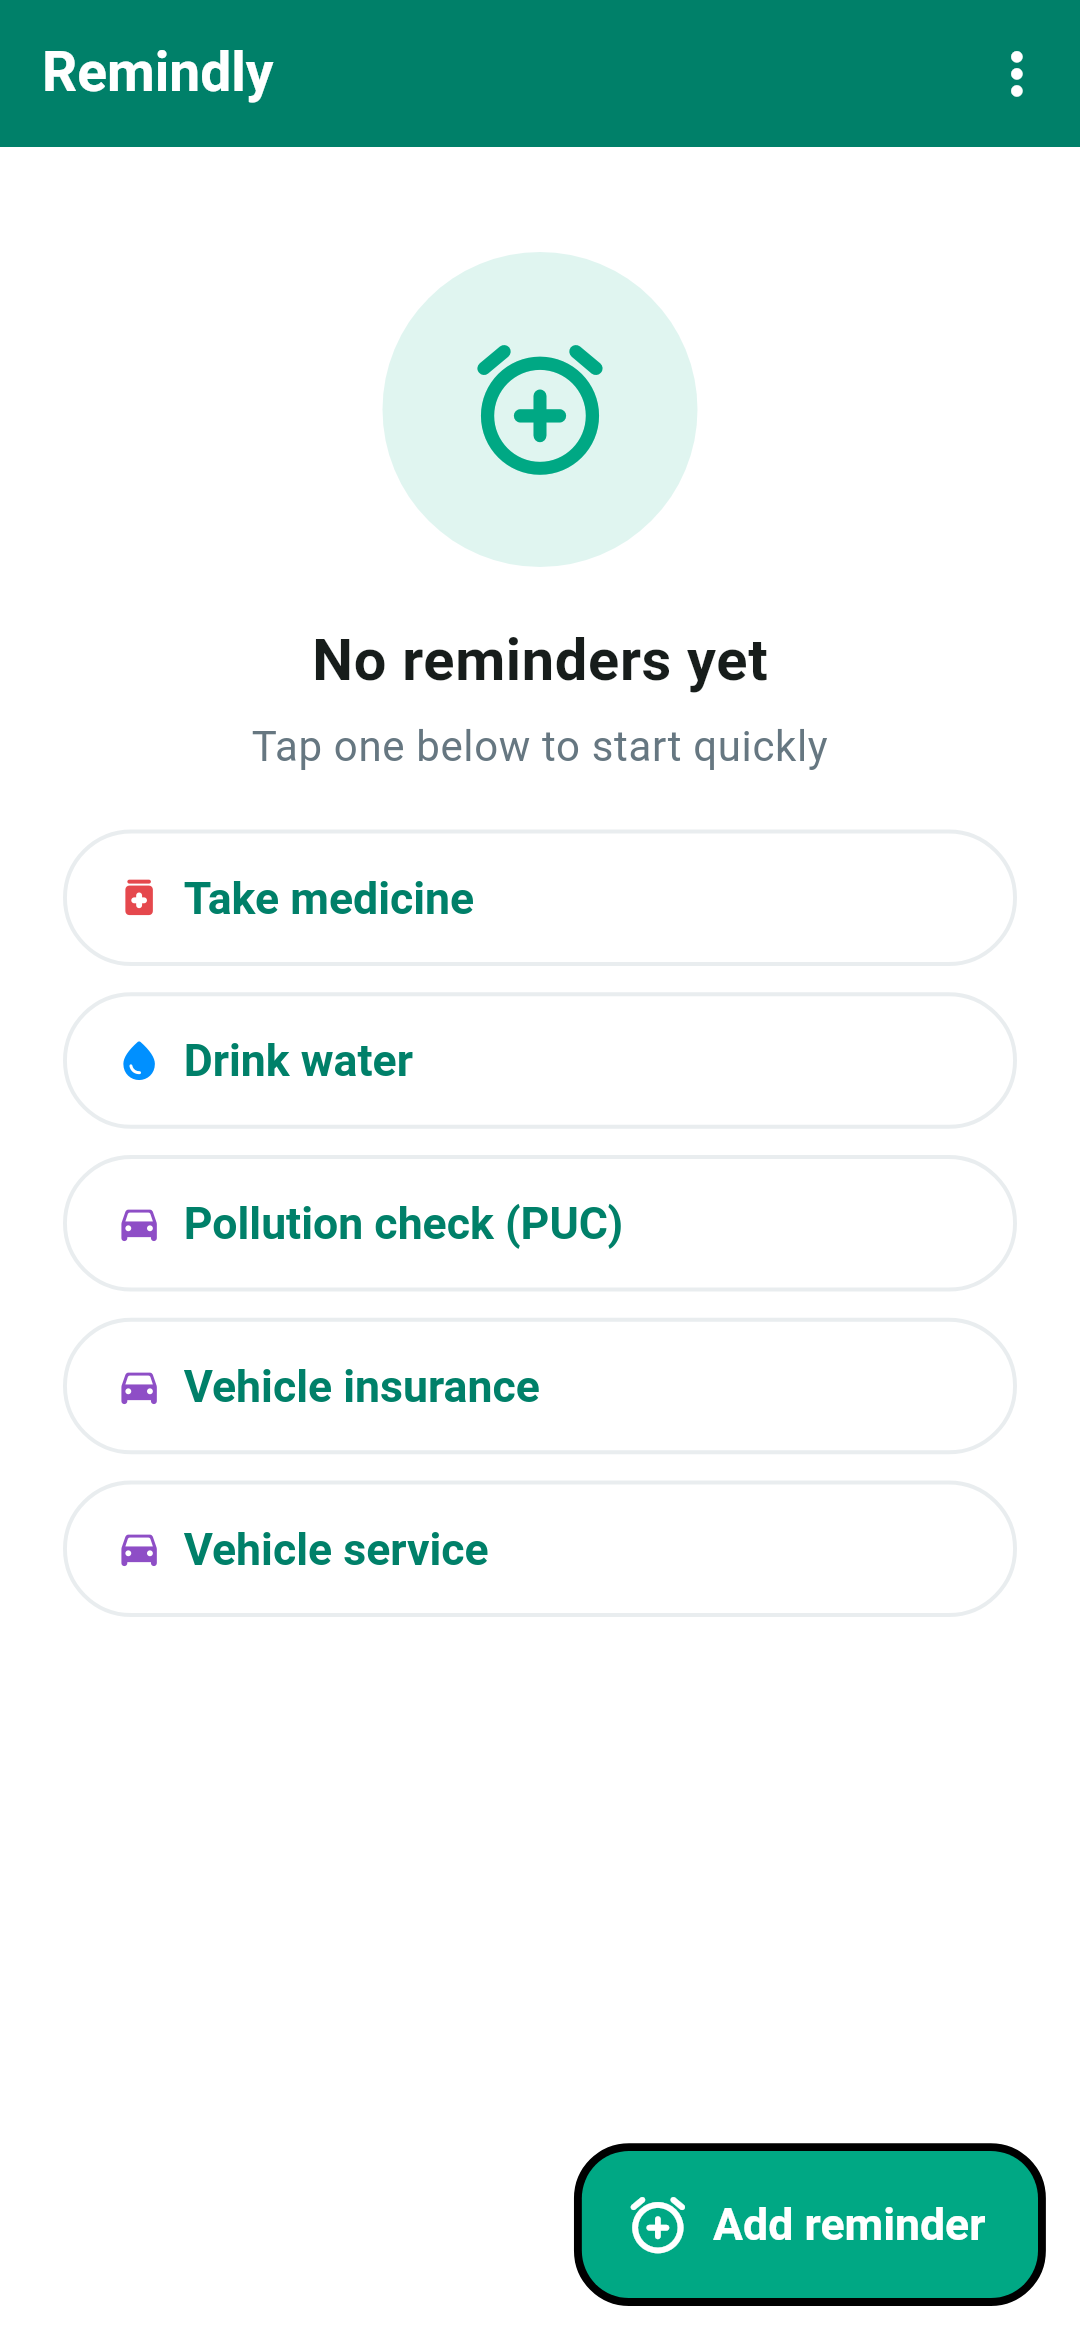 Remindly
No reminders yet
Tap one below to start quickly
Take medicine
Drink water
Pollution check (PUC)
Vehicle insurance
Vehicle service
Add reminder